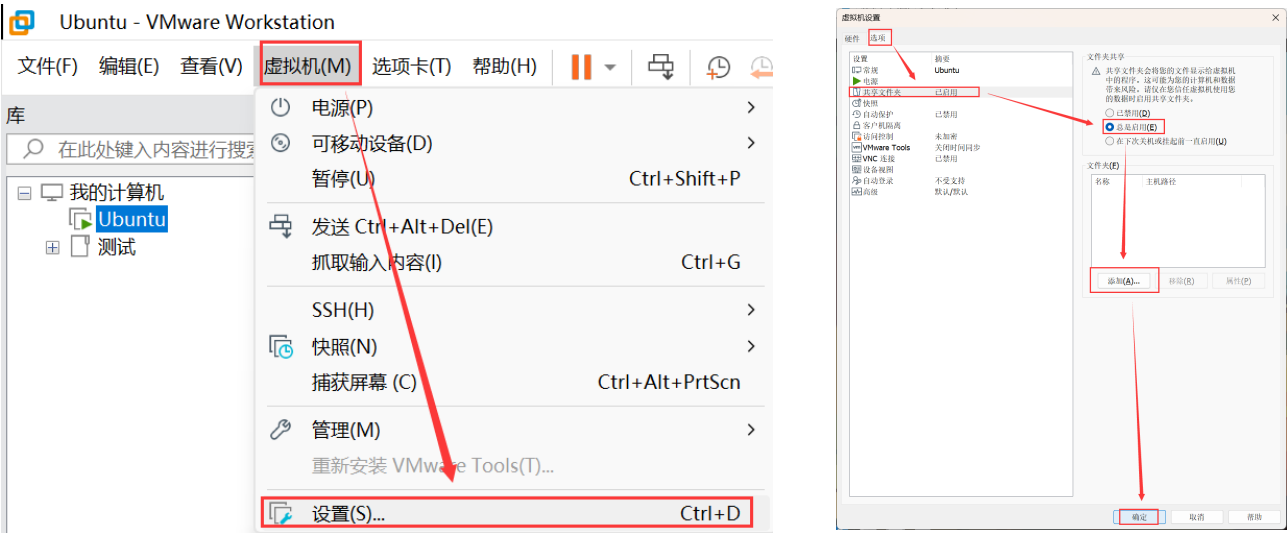 Ubuntu - VMware Workstation
文件(F) 编辑(E) 查看(V) 虚拟机(M) 选项卡(T) 帮助(H)
库
在此处键入内容进行搜索
我的计算机
Ubuntu
测试
电源(P)
可移动设备(D)
暂停(U) Ctrl+Shift+P
发送 Ctrl+Alt+Del(E)
抓取输入内容(I) Ctrl+G
SSH(H)
快照(N)
捕获屏幕 (C) Ctrl+Alt+PrtScn
管理(M)
重新安装 VMware Tools(T)...
设置(S)... Ctrl+D
虚拟机设置
硬件 选项
设置 摘要
常规 Ubuntu
电源
共享文件夹 已启用
快照
自动保护 已禁用
客户机隔离
访问控制 未加密
VMware Tools 关闭时间同步
VNC 连接 已禁用
设备视图
自动登录 不受支持
高级 默认/默认
文件夹共享
共享文件夹会将您的文件显示给虚拟机
中的程序。这可能为您的计算机和数据
带来风险。请仅在您信任虚拟机使用您
的数据时启用共享文件夹。
已禁用(D)
总是启用(E)
在下次关机或挂起前一直启用(U)
文件夹(F)
名称 主机路径
添加(A)... 移除(R) 属性(P)
确定 取消 帮助